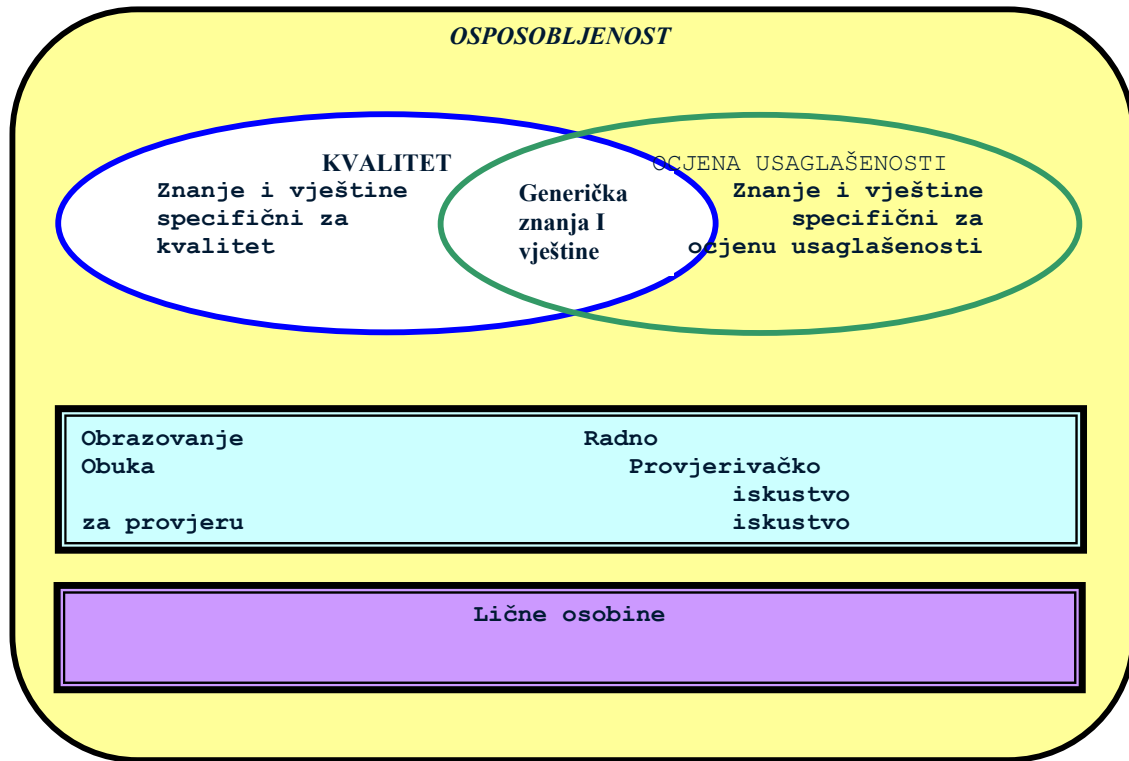 OSPOSOBLJENOST
KVALITET
Znanje i vještine
specifični za
kvalitet
Generička
znanja I
vještine
OCJENA USAGLAŠENOSTI
Znanje i vještine
specifični za
ocjenu usaglašenosti
Obrazovanje Radno
Obuka Provjerivačko
iskustvo
za provjeru iskustvo
Lične osobine